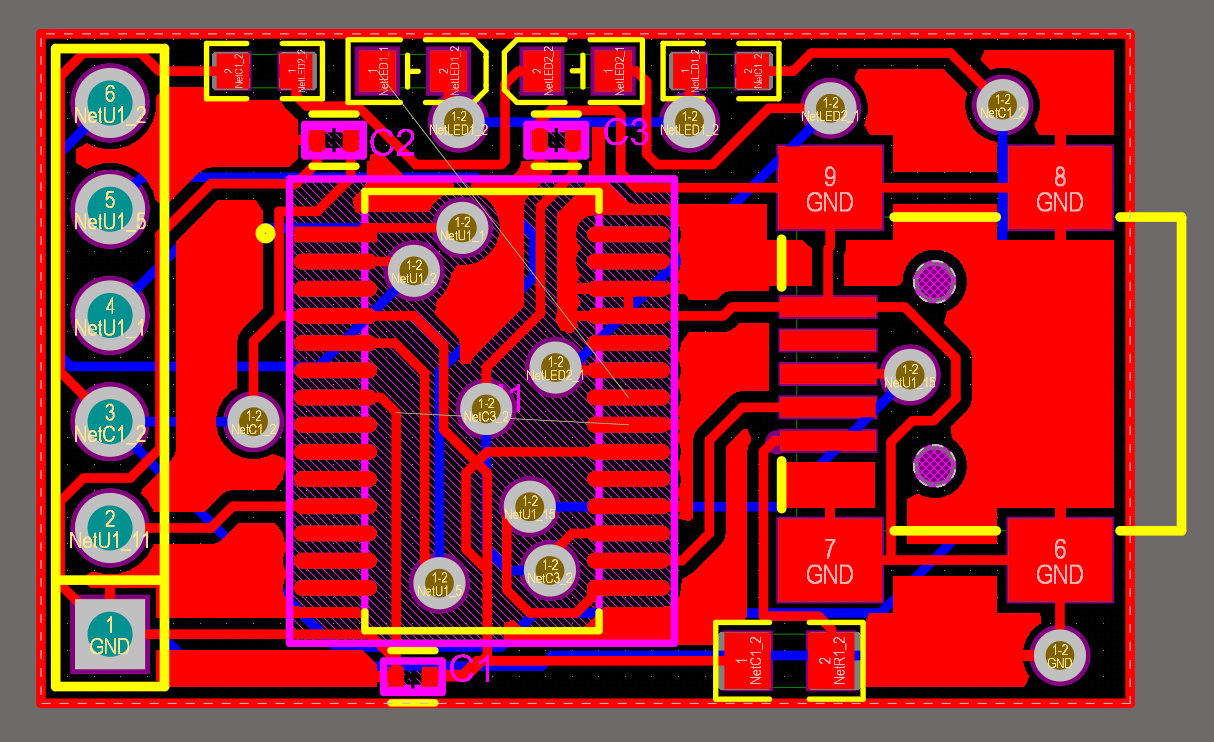 6
NetU1_2
5
NetU1_5
4
NetU1_1
3
NetC1_2
2
NetU1_11
1
GND
2
NetC1_2
1
NetLED2_1
1
NetLED1_1
2
NetLED1_2
2
NetLED2_2
1
NetLED2_1
1
NetLED1_2
2
NetC1_2
C2
C3
1-2
NetLED1_2
1-2
NetLED1_2
1-2
NetLED2_1
1-2
NetC1_2
9
GND
8
GND
1-2
NetU1_1
1-2
NetU1_2
1-2
NetLED2_1
1-2
NetC3_2
1-2
NetU1_15
1-2
NetC1_2
1-2
NetU1_15
1-2
NetC3_2
1-2
NetU1_5
7
GND
6
GND
1-2
GND
C1
1
NetC1_2
2
NetR1_2